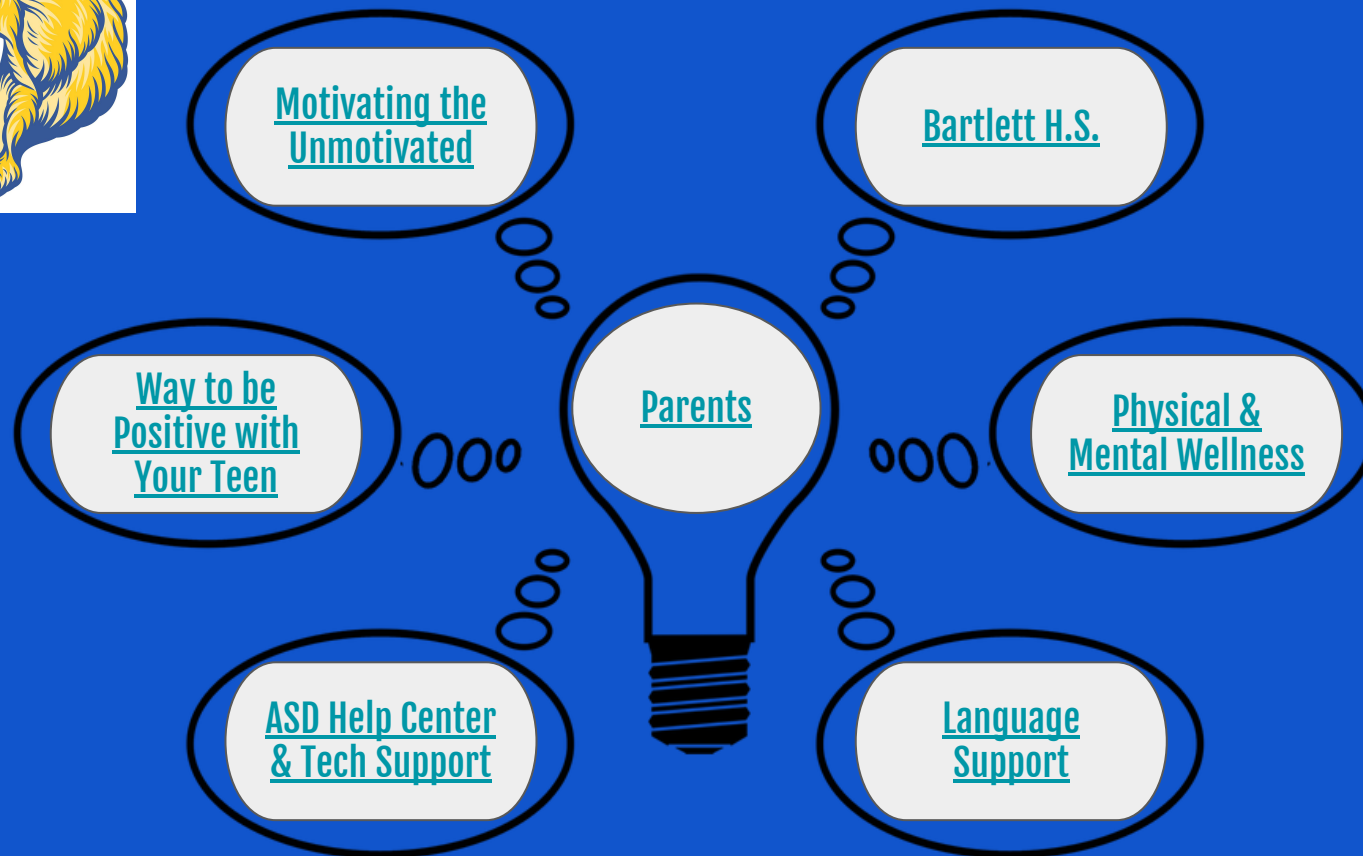 Motivating the
Unmotivated
Bartlett H.S.
Way to be
Positive with
Your Teen
Parents
Physical &
Mental Wellness
ASD Help Center
& Tech Support
Language
Support